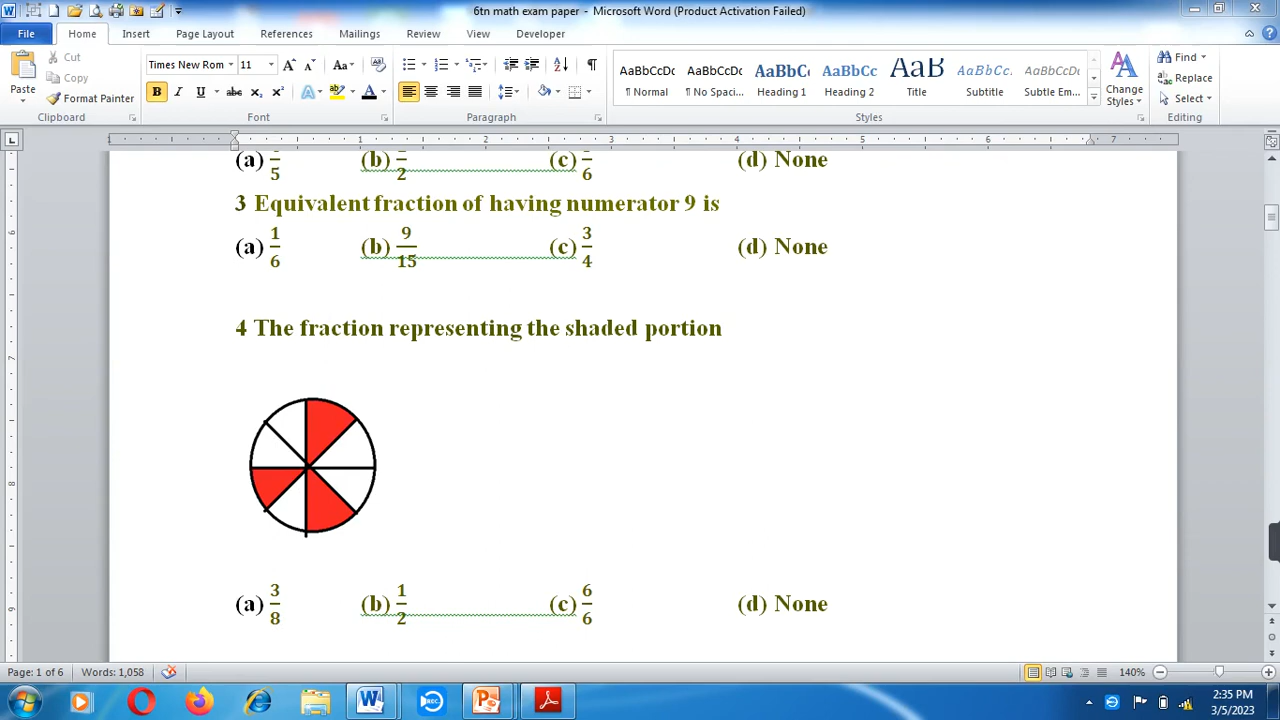 6tn math exam paper - Microsoft Word (Product Activation Failed)
File Home Insert Page Layout References Mailings Review View Developer
Cut
Copy
Format Painter
Paste
Clipboard
Times New Rom 11
Font
Paragraph
AaBbCcDc AaBbCcDc AaBbCc AaBbCc AaB AaBbCcL AaBbCcDc
¶ Normal ¶ No Spaci... Heading 1 Heading 2 Title Subtitle Subtle Em...
Styles
Change Styles
Find
Replace
Select
Editing
(a) 5 (b) 2 (c) 6 (d) None
3 Equivalent fraction of having numerator 9 is
(a) 1/6 (b) 9/15 (c) 3/4 (d) None
4 The fraction representing the shaded portion
(a) 3/8 (b) 1/2 (c) 6/6 (d) None
Page: 1 of 6 Words: 1,058 140%
2:35 PM
3/5/2023